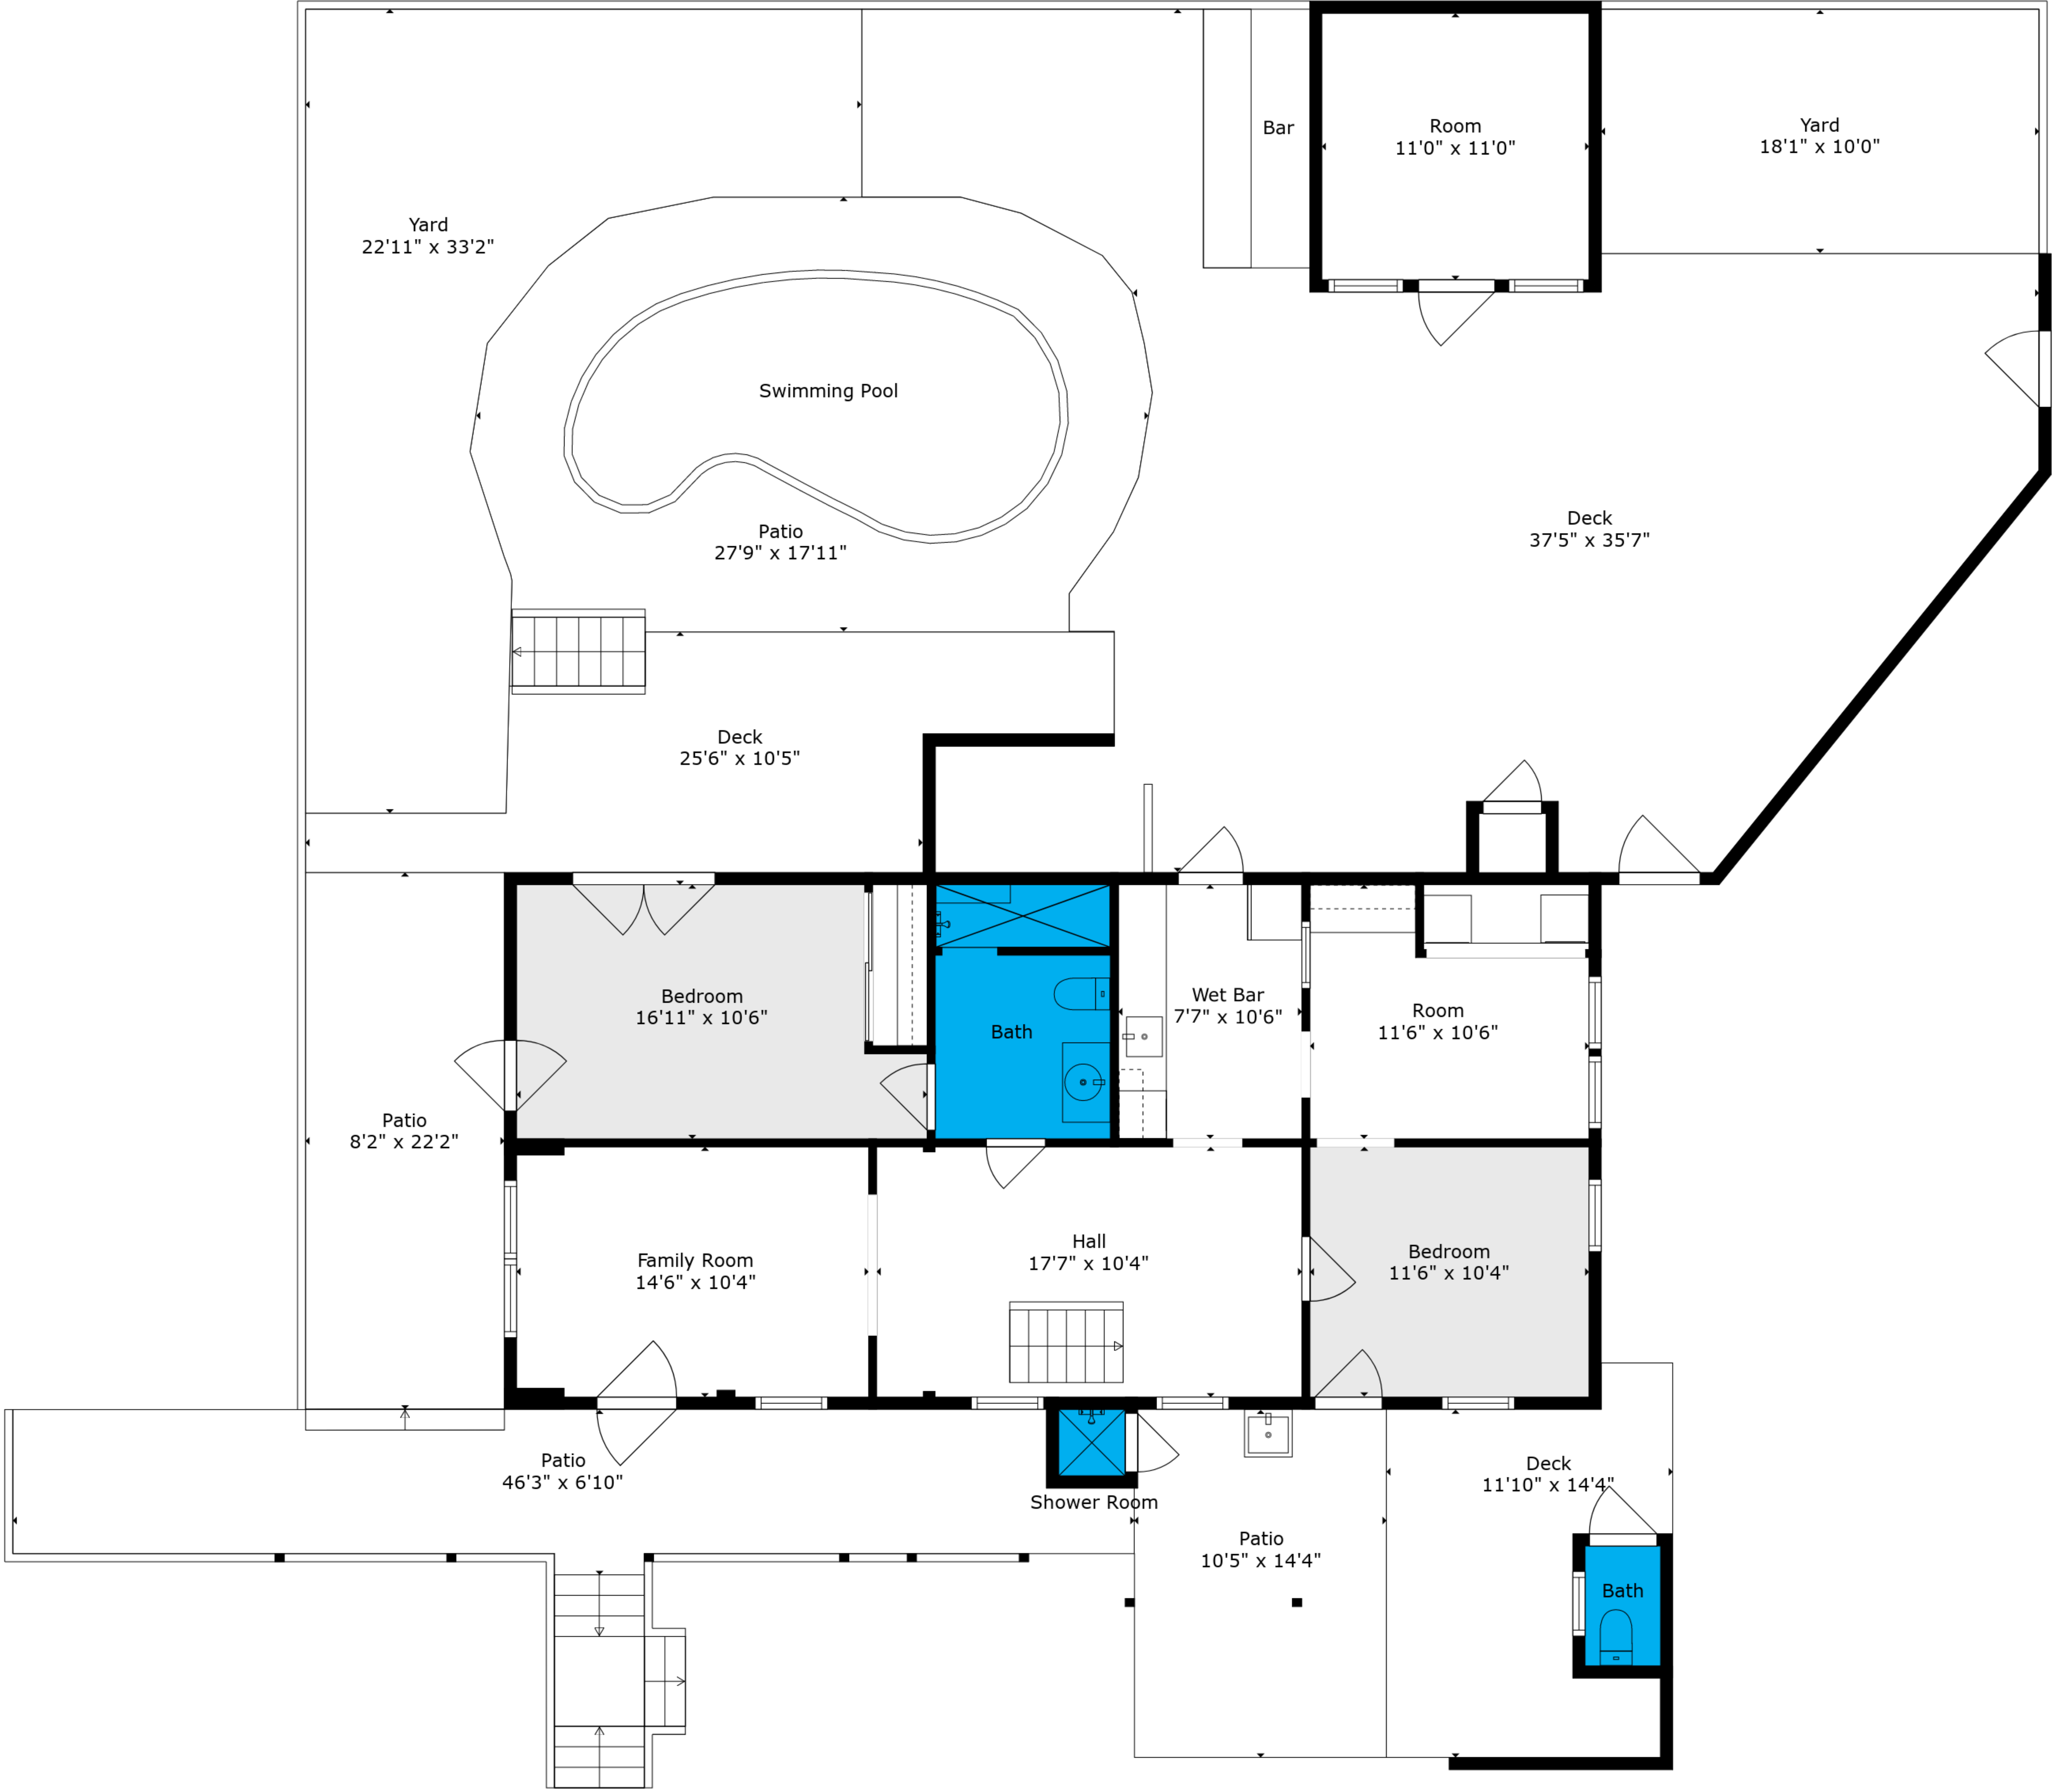 Bar
Room
11'0" x 11'0"
Yard
18'1" x 10'0"
Yard
22'11" x 33'2"
Swimming Pool
Patio
27'9" x 17'11"
Deck
37'5" x 35'7"
Deck
25'6" x 10'5"
Bedroom
16'11" x 10'6"
Bath
Wet Bar
7'7" x 10'6"
Room
11'6" x 10'6"
Patio
8'2" x 22'2"
Family Room
14'6" x 10'4"
Hall
17'7" x 10'4"
Bedroom
11'6" x 10'4"
Patio
46'3" x 6'10"
Shower Room
Deck
11'10" x 14'4"
Patio
10'5" x 14'4"
Bath